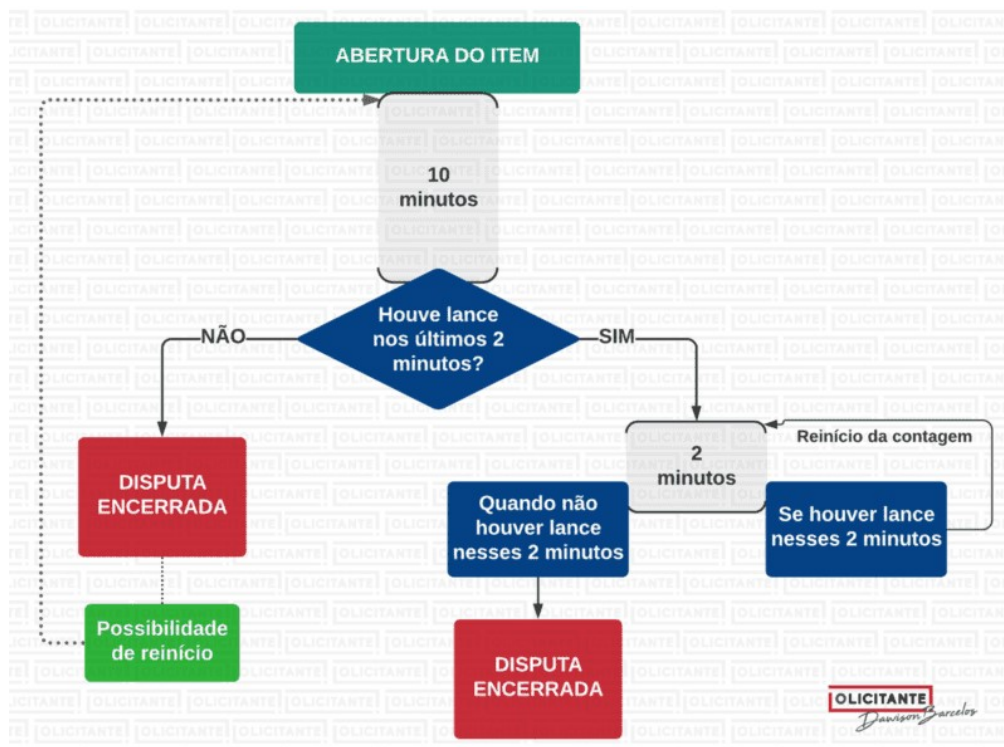 ABERTURA DO ITEM
10
minutos
Houve lance
nos últimos 2
minutos?
NÃO
SIM
DISPUTA
ENCERRADA
Possibilidade
de reinício
2
minutos
Reinício da contagem
Quando não
houver lance
nesses 2 minutos
Se houver lance
nesses 2 minutos
DISPUTA
ENCERRADA
OLICITANTE
Dawison Barcelos